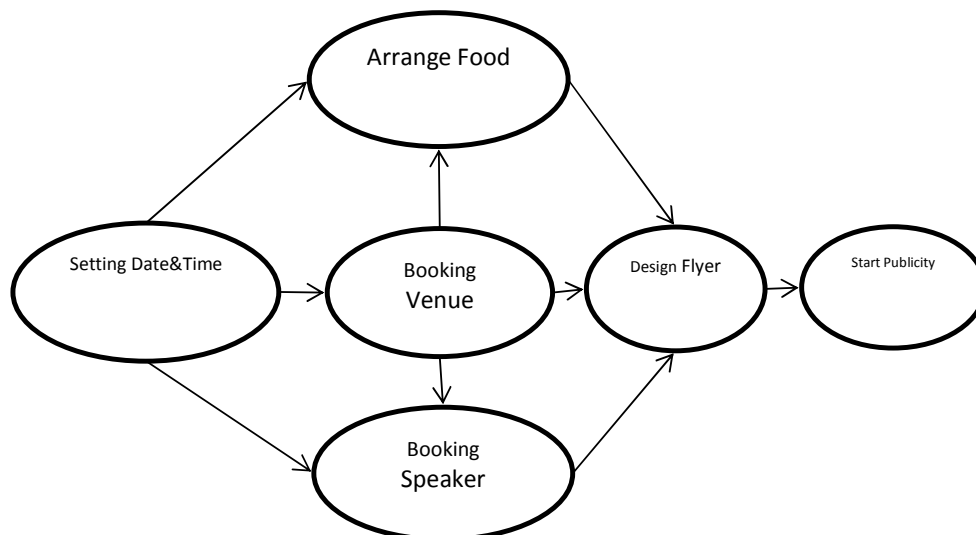 Arrange Food
Setting Date&Time
Booking
Venue
Design Flyer
Start Publicity
Booking
Speaker